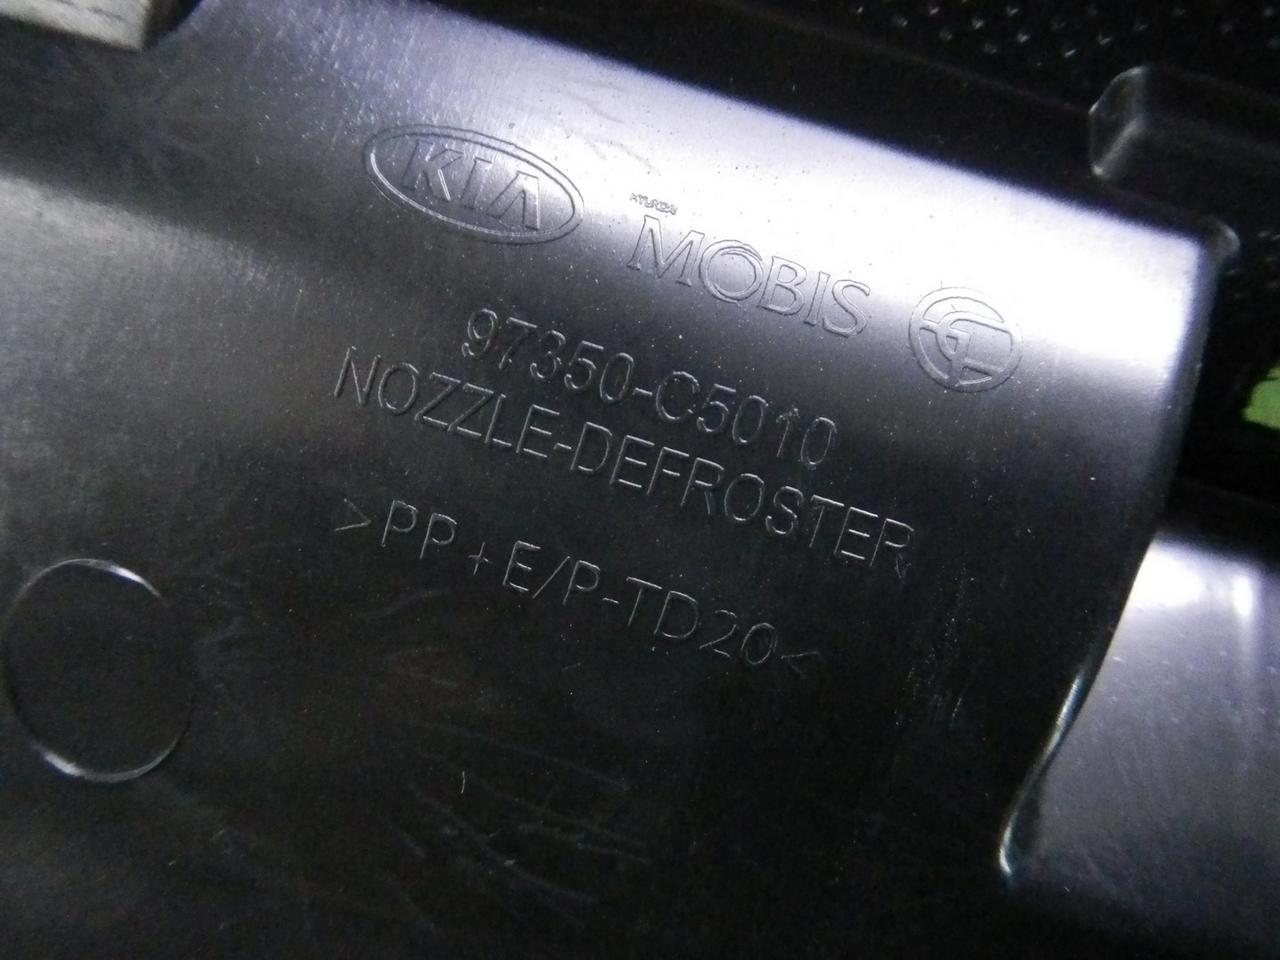 KIA
HYUNDAI
MOBIS
97350-C5010
NOZZLE-DEFROSTER
>PP+E/P-TD20<